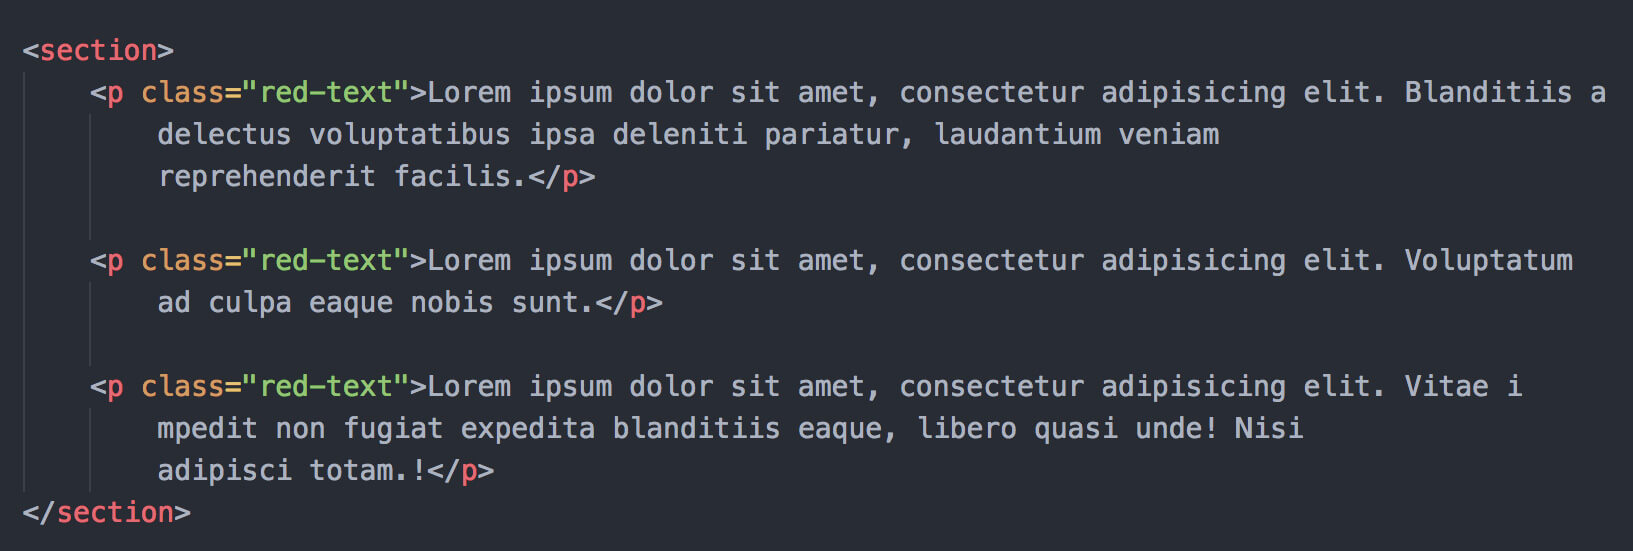 <section>
<p class="red-text">Lorem ipsum dolor sit amet, consectetur adipisicing elit. Blanditiis a
delectus voluptatibus ipsa deleniti pariatur, laudantium veniam
reprehenderit facilis.</p>
<p class="red-text">Lorem ipsum dolor sit amet, consectetur adipisicing elit. Voluptatum
ad culpa eaque nobis sunt.</p>
<p class="red-text">Lorem ipsum dolor sit amet, consectetur adipisicing elit. Vitae i
mpedit non fugiat expedita blanditiis eaque, libero quasi unde! Nisi
adipisci totam.!</p>
</section>